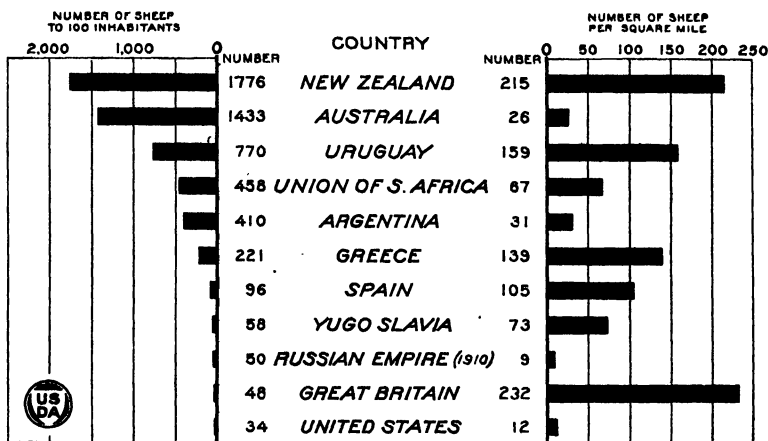 NUMBER OF SHEEP
TO 100 INHABITANTS
NUMBER OF SHEEP
PER SQUARE MILE
2,000 1,000 0 NUMBER COUNTRY NUMBER 0 50 100 150 200 250
1776 NEW ZEALAND 215
1433 AUSTRALIA 26
770 URUGUAY 159
458 UNION OF S. AFRICA 67
410 ARGENTINA 31
221 GREECE 139
96 SPAIN 105
58 YUGO SLAVIA 73
50 RUSSIAN EMPIRE (1910) 9
48 GREAT BRITAIN 232
34 UNITED STATES 12
US
DA